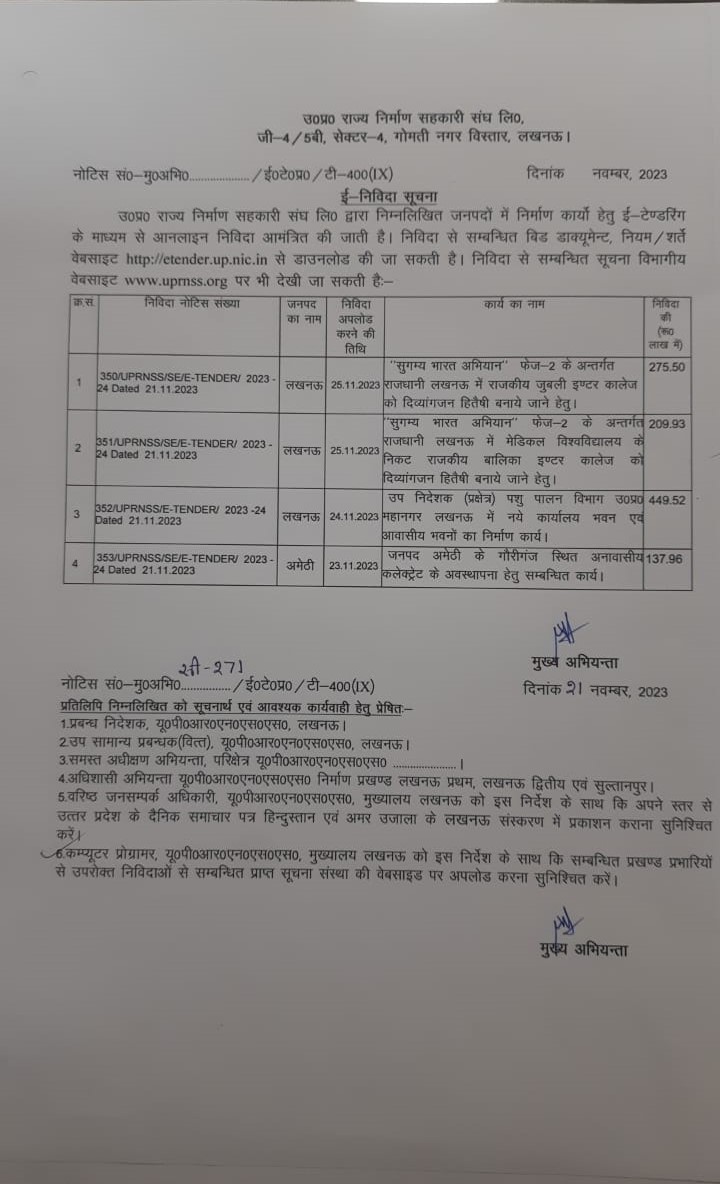 उ0प्र0 राज्य निर्माण सहकारी संघ लि0,
जी–4/5बी, सेक्टर–4, गोमती नगर विस्तार, लखनऊ।
नोटिस सं0–मु0अभि0................... /ई0टे0प्र0/टी–400(IX) दिनांक नवम्बर, 2023
ई–निविदा सूचना
उ0प्र0 राज्य निर्माण सहकारी संघ लि0 द्वारा निम्नलिखित जनपदों में निर्माण कार्यो हेतु ई–टेण्डरिंग
के माध्यम से आनलाइन निविदा आमंत्रित की जाती है। निविदा से सम्बन्धित बिड डाक्यूमेन्ट, नियम/शर्ते
वेबसाइट http://etender.up.nic.in से डाउनलोड की जा सकती है। निविदा से सम्बन्धित सूचना विभागीय
वेबसाइट www.uprnss.org पर भी देखी जा सकती हैः–
क्र.सं. निविदा नोटिस संख्या जनपद का नाम निविदा अपलोड करने की तिथि कार्य का नाम निविदा की (रू0 लाख में)
1 350/UPRNSS/SE/E-TENDER/ 2023 - 24 Dated 21.11.2023 लखनऊ 25.11.2023 "सुगम्य भारत अभियान" फेज–2 के अन्तर्गत 275.50
राजधानी लखनऊ में राजकीय जुबली इण्टर कालेज
को दिव्यांगजन हितैषी बनाये जाने हेतु।
2 351/UPRNSS/SE/E-TENDER/ 2023 - 24 Dated 21.11.2023 लखनऊ 25.11.2023 "सुगम्य भारत अभियान" फेज–2 के अन्तर्गत 209.93
राजधानी लखनऊ में मेडिकल विश्वविद्यालय के
निकट राजकीय बालिका इण्टर कालेज को
दिव्यांगजन हितैषी बनाये जाने हेतु।
3 352/UPRNSS/E-TENDER/ 2023 -24 Dated 21.11.2023 लखनऊ 24.11.2023 उप निदेशक (प्रक्षेत्र) पशु पालन विभाग उ0प्र0 449.52
महानगर लखनऊ में नये कार्यालय भवन एवं
आवासीय भवनों का निर्माण कार्य।
4 353/UPRNSS/SE/E-TENDER/ 2023 - 24 Dated 21.11.2023 अमेठी 23.11.2023 जनपद अमेठी के गौरीगंज स्थित अनावासीय 137.96
कलेक्ट्रेट के अवस्थापना हेतु सम्बन्धित कार्य।
मुख्य अभियन्ता
सी-271
नोटिस सं0–मु0अभि0................ /ई0टे0प्र0/टी–400(IX) दिनांक 21 नवम्बर, 2023
प्रतिलिपि निम्नलिखित को सूचनार्थ एवं आवश्यक कार्यवाही हेतु प्रेषितः–
1.प्रबन्ध निदेशक, यू0पी0आर0एन0एस0एस0, लखनऊ।
2.उप सामान्य प्रबन्धक(वित्त), यू0पी0आर0एन0एस0एस0, लखनऊ।
3.समस्त अधीक्षण अभियन्ता, परिक्षेत्र यू0पी0आर0एन0एस0एस0 ..................... ।
4.अधिशासी अभियन्ता यू0पी0आर0एन0एस0एस0 निर्माण प्रखण्ड लखनऊ प्रथम, लखनऊ द्वितीय एवं सुल्तानपुर।
5.वरिष्ठ जनसम्पर्क अधिकारी, यू0पी0आर0एन0एस0एस0, मुख्यालय लखनऊ को इस निर्देश के साथ कि अपने स्तर से
उत्तर प्रदेश के दैनिक समाचार पत्र हिन्दुस्तान एवं अमर उजाला के लखनऊ संस्करण में प्रकाशन कराना सुनिश्चित
करें।
6.कम्प्यूटर प्रोग्रामर, यू0पी0आर0एन0एस0एस0, मुख्यालय लखनऊ को इस निर्देश के साथ कि सम्बन्धित प्रखण्ड प्रभारियों
से उपरोक्त निविदाओं से सम्बन्धित प्राप्त सूचना संस्था की वेबसाइड पर अपलोड करना सुनिश्चित करें।
मुख्य अभियन्ता